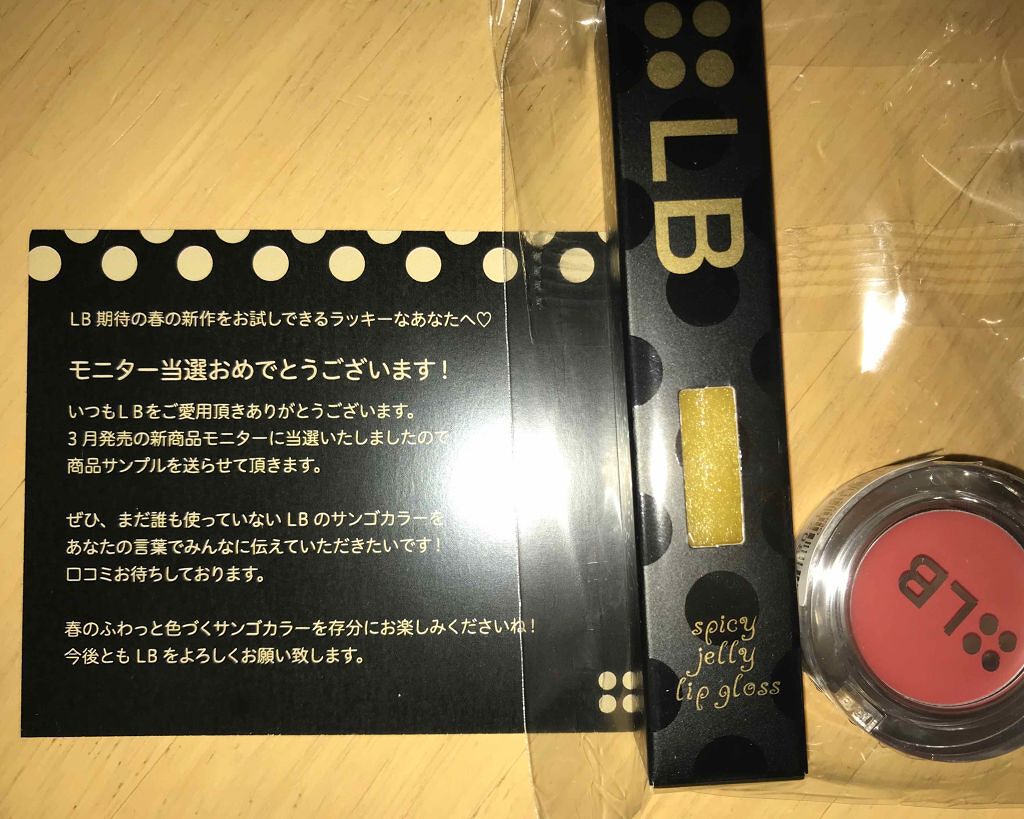 LB 期待の春の新作をお試しできるラッキーなあなたへ♡
モニター当選おめでとうございます！
いつもLBをご愛用頂きありがとうございます。
3月発売の新商品モニターに当選いたしましたので
商品サンプルを送らせて頂きます。
ぜひ、まだ誰も使っていない LB のサンゴカラーを
あなたの言葉でみんなに伝えていただきたいです！
口コミお待ちしております。
春のふわっと色づくサンゴカラーを存分にお楽しみくださいね！
今後とも LB をよろしくお願い致します。
LB
spicy
jelly
lip gloss
LB